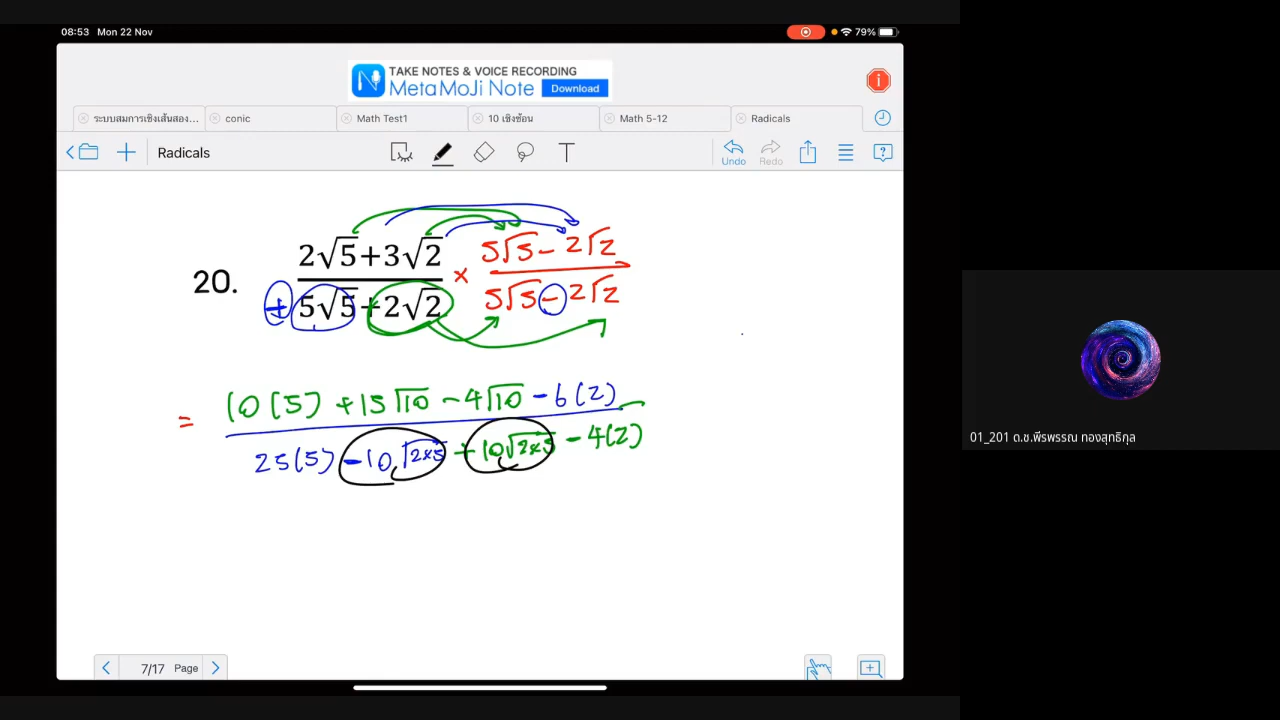 08:53 Mon 22 Nov
79%
TAKE NOTES & VOICE RECORDING
MetaMoJi Note Download
ระบบสมการเชิงเส้นสอง... conic Math Test1 10 เชิงซ้อน Math 5-12 Radicals
Radicals T Undo Redo
2√5+3√2 5√5−2√2
20. ×
+ 5√5+2√2 5√5−2√2
10(5) +15√10 −4√10 −6(2)
=
25(5) −10√2×5 +10√2×5 −4(2)
01_201 ด.ช.พีรพรรณ ทองสุทธิกุล
7/17 Page